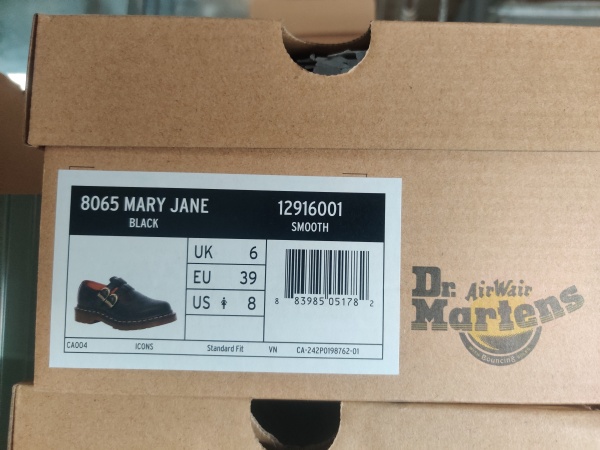 8065 MARY JANE
BLACK
12916001
SMOOTH
UK 6
EU 39
US 8
8 83985 05178 2
CA004 ICONS Standard Fit VN CA-242P0198762-01
Dr. AirWair
Martens
Bouncing